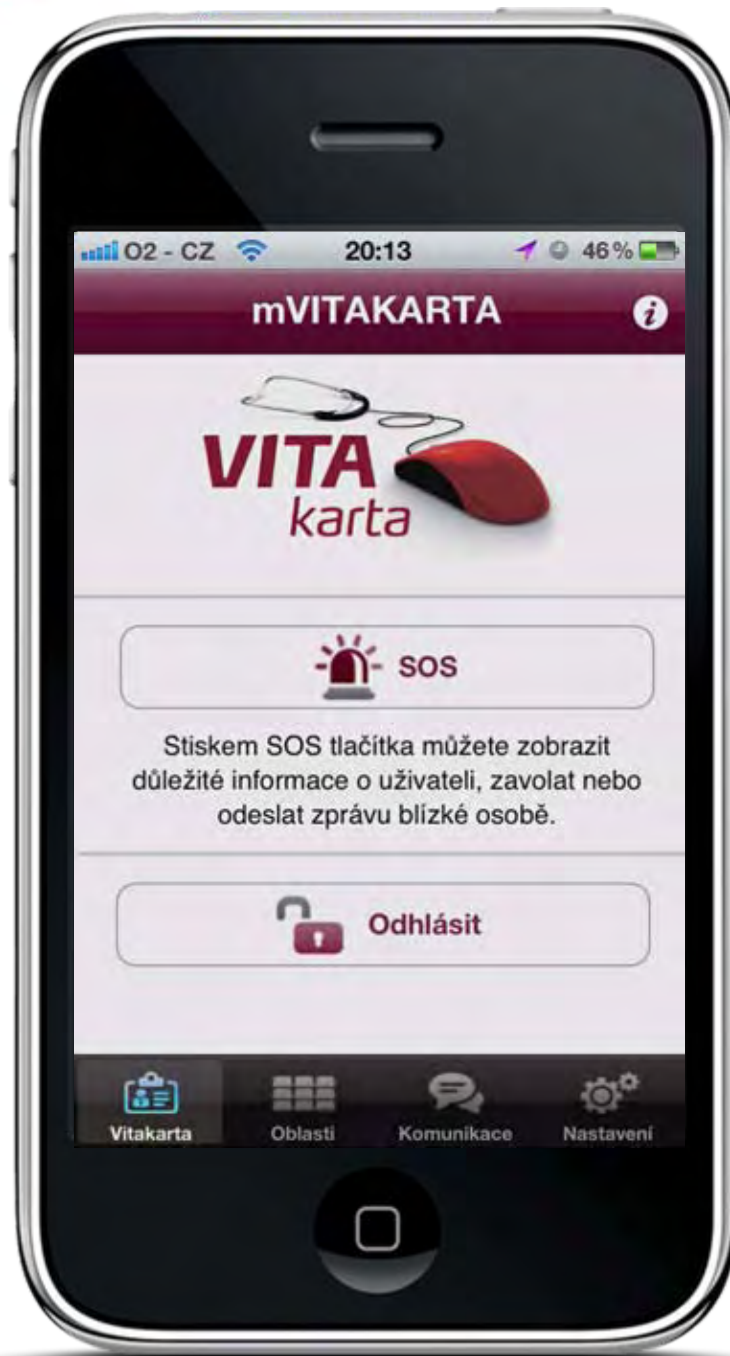 O2 - CZ 20:13 46 %
mVITAKARTA i
VITA
karta
SOS
Stiskem SOS tlačítka můžete zobrazit
důležité informace o uživateli, zavolat nebo
odeslat zprávu blízké osobě.
Odhlásit
Vitakarta Oblasti Komunikace Nastavení